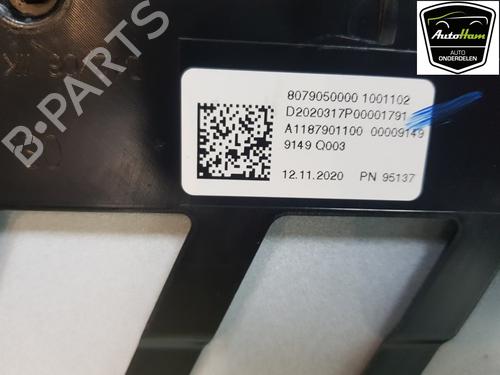 AutoHam
AUTO
ONDERDELEN
B-PARTS
8079050000 1001102
D2020317P00001791
A1187901100 00009149
9149 Q003
12.11.2020 PN 95137